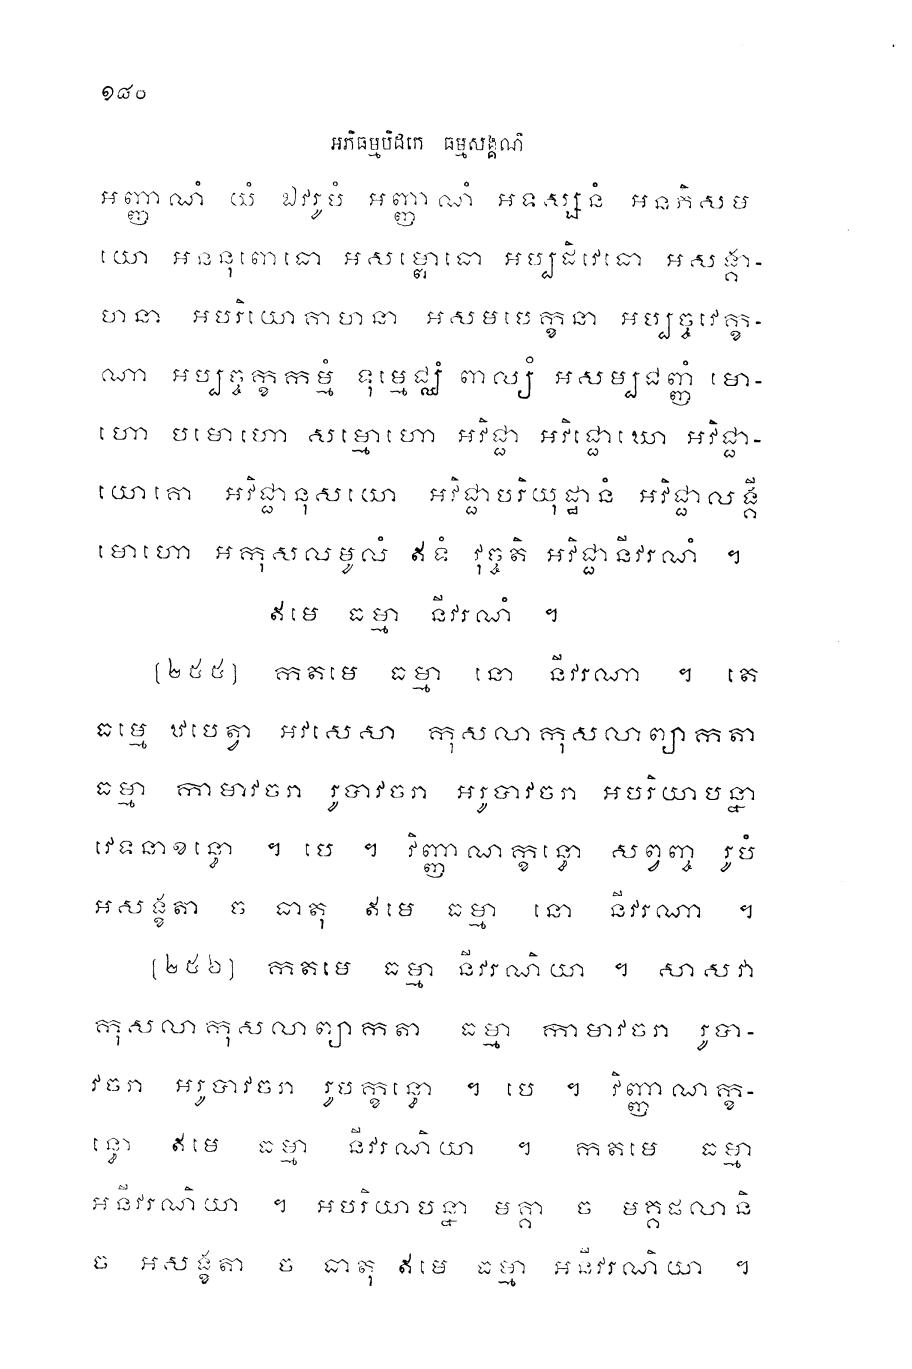 ១៨០
អភិធម្មបិដកេ ធម្មសង្គណី
អញ្ញាណំ យំ ឯវរូបំ អញ្ញាណំ អទស្សនំ អនភិសម
យោ អននុពោធោ អសម្ពោធោ អប្បដិវេធោ អសង្គា-
ហនា អបរិយោគាហនា អសមបេក្ខនា អប្បច្ចវេក្ខ-
ណា អប្បច្ចក្ខកម្មំ ទុម្មេជ្ឈំ ពាល្យំ អសម្បជញ្ញំ មោ-
ហោ បមោហោ សម្មោហោ អវិជ្ជា អវិជ្ជោឃោ អវិជ្ជា-
យោគោ អវិជ្ជានុសយោ អវិជ្ជាបរិយុដ្ឋានំ អវិជ្ជាលង្គី
មោហោ អកុសលមូលំ ឥទំ វុច្ចតិ អវិជ្ជានីវរណំ ។
ឥមេ ធម្មា នីវរណំ ។
[២៥៥] កតមេ ធម្មា នោ នីវរណា ។ តេ
ធម្មេ ឋបេត្វា អវសេសា កុសលាកុសលាព្យាកតា
ធម្មា កាមាវចរា រូបាវចរា អរូបាវចរា អបរិយាបន្នា
វេទនាខន្ធោ ។ បេ ។ វិញ្ញាណក្ខន្ធោ សព្វញ្ច រូបំ
អសង្ខតា ច ធាតុ ឥមេ ធម្មា នោ នីវរណា ។
[២៥៦] កតមេ ធម្មា នីវរណិយា ។ សាសវា
កុសលាកុសលាព្យាកតា ធម្មា កាមាវចរា រូបា-
វចរា អរូបាវចរា រូបក្ខន្ធោ ។ បេ ។ វិញ្ញាណក្ខ-
ន្ធោ ឥមេ ធម្មា នីវរណិយា ។ កតមេ ធម្មា
អនីវរណិយា ។ អបរិយាបន្នា មគ្គា ច មគ្គផលានិ
ច អសង្ខតា ច ធាតុ ឥមេ ធម្មា អនីវរណិយា ។